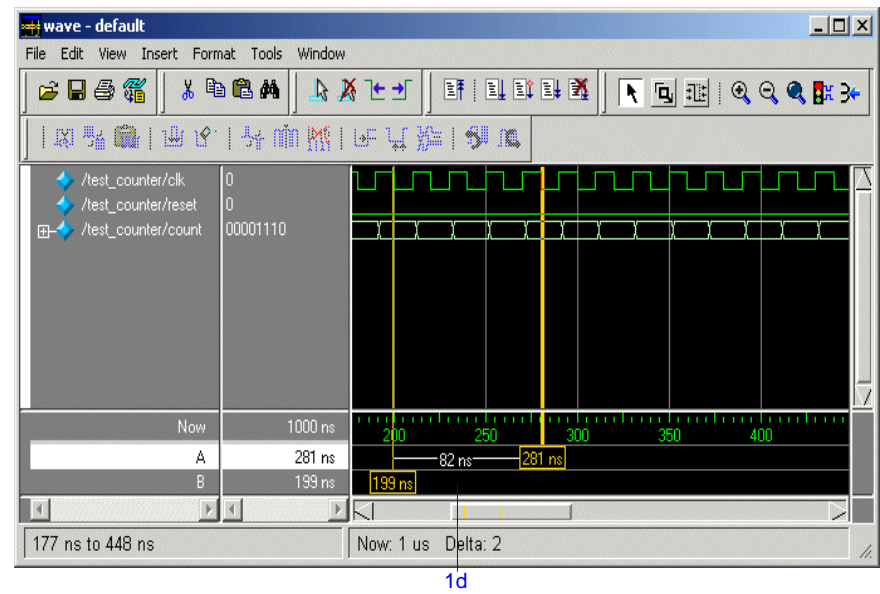 wave - default
File Edit View Insert Format Tools Window
/test_counter/clk 0
/test_counter/reset 0
/test_counter/count 00001110
Now 1000 ns 200 250 300 350 400
A 281 ns 82 ns 281 ns
B 199 ns 199 ns
177 ns to 448 ns Now: 1 us Delta: 2
1d